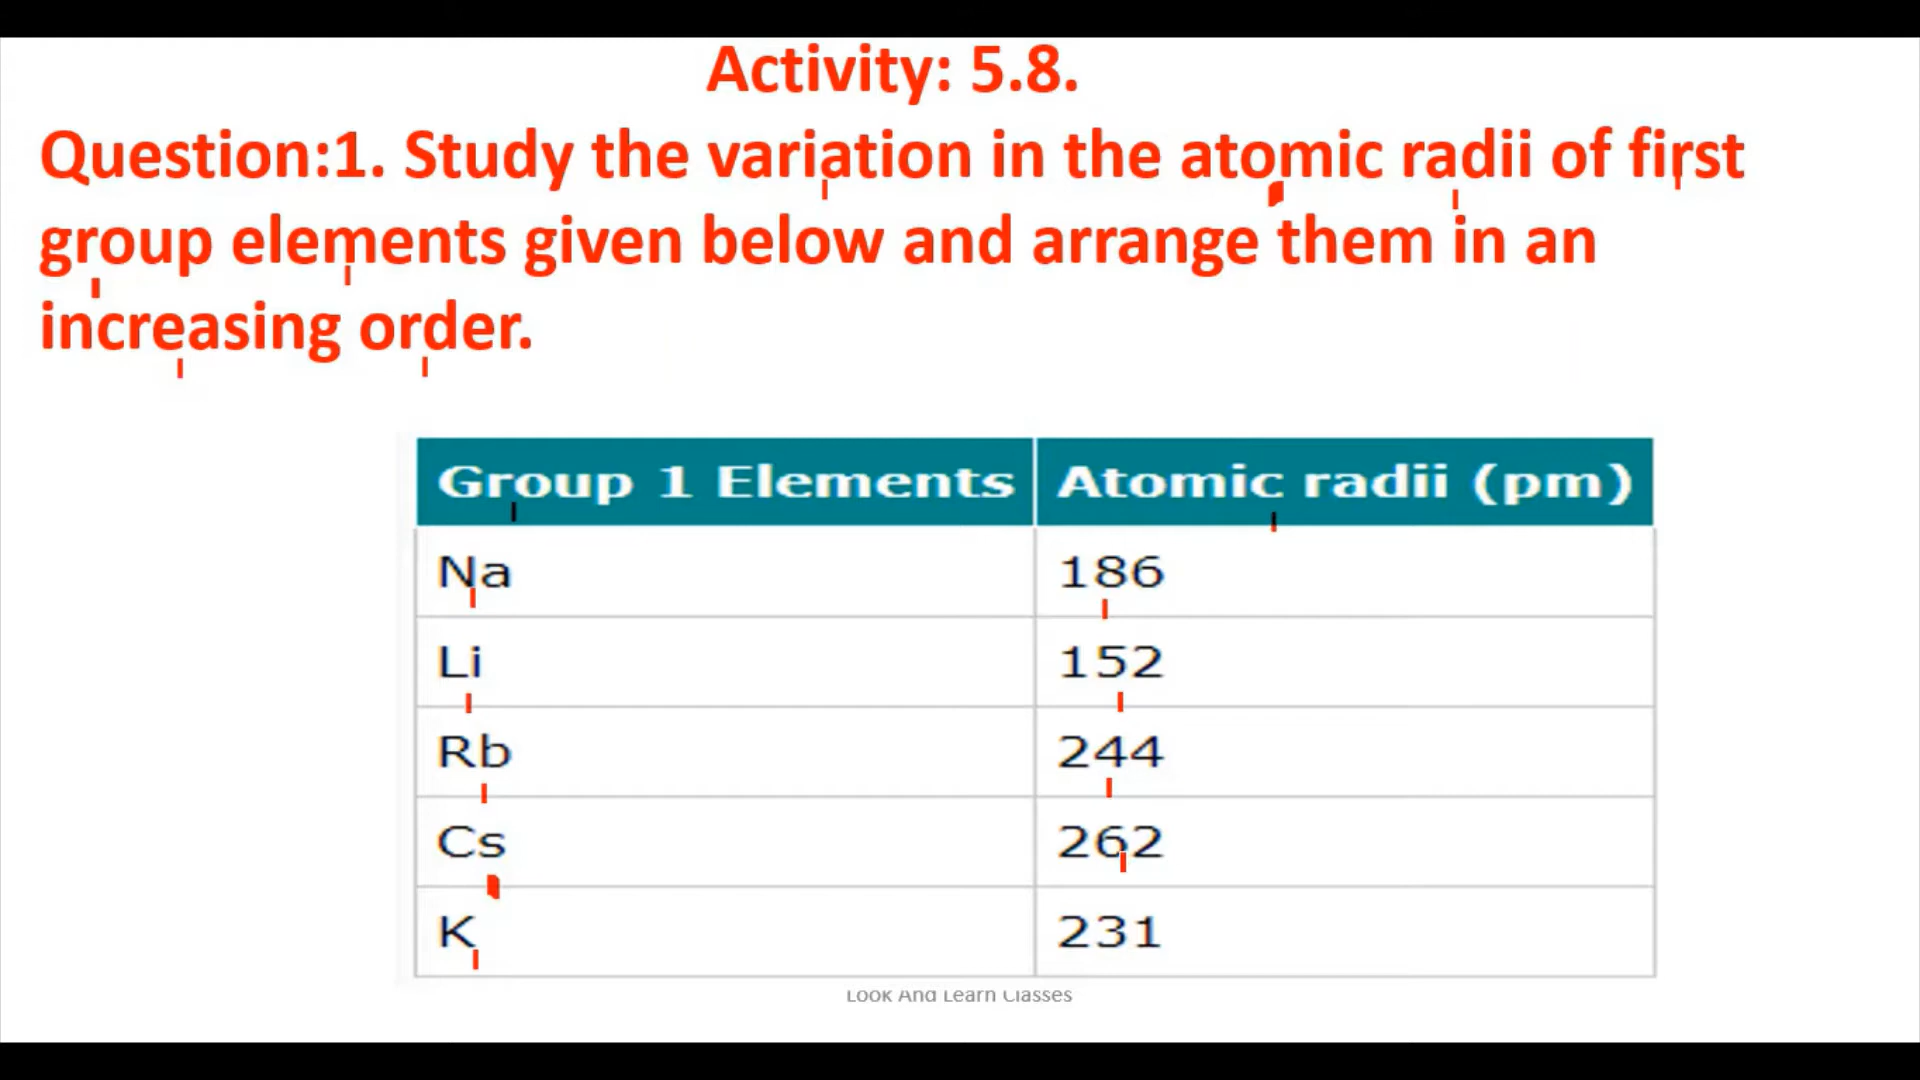 Activity: 5.8.
Question:1. Study the variation in the atomic radii of first
group elements given below and arrange them in an
increasing order.
Group 1 Elements Atomic radii (pm)
Na 186
Li 152
Rb 244
Cs 262
K 231
Look And Learn Classes